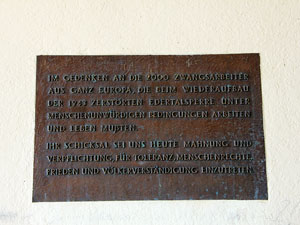 IM GEDENKEN AN DIE 2000 ZWANGSARBEITER
AUS GANZ EUROPA, DIE BEIM WIEDERAUFBAU
DER 1943 ZERSTÖRTEN EDERTALSPERRE UNTER
MENSCHENUNWÜRDIGEN BEDINGUNGEN ARBEITEN
UND LEBEN MUßTEN.
IHR SCHICKSAL SEI UNS HEUTE MAHNUNG UND
VERPFLICHTUNG, FÜR TOLERANZ, MENSCHENRECHTE,
FRIEDEN UND VÖLKERVERSTÄNDIGUNG EINZUTRETEN